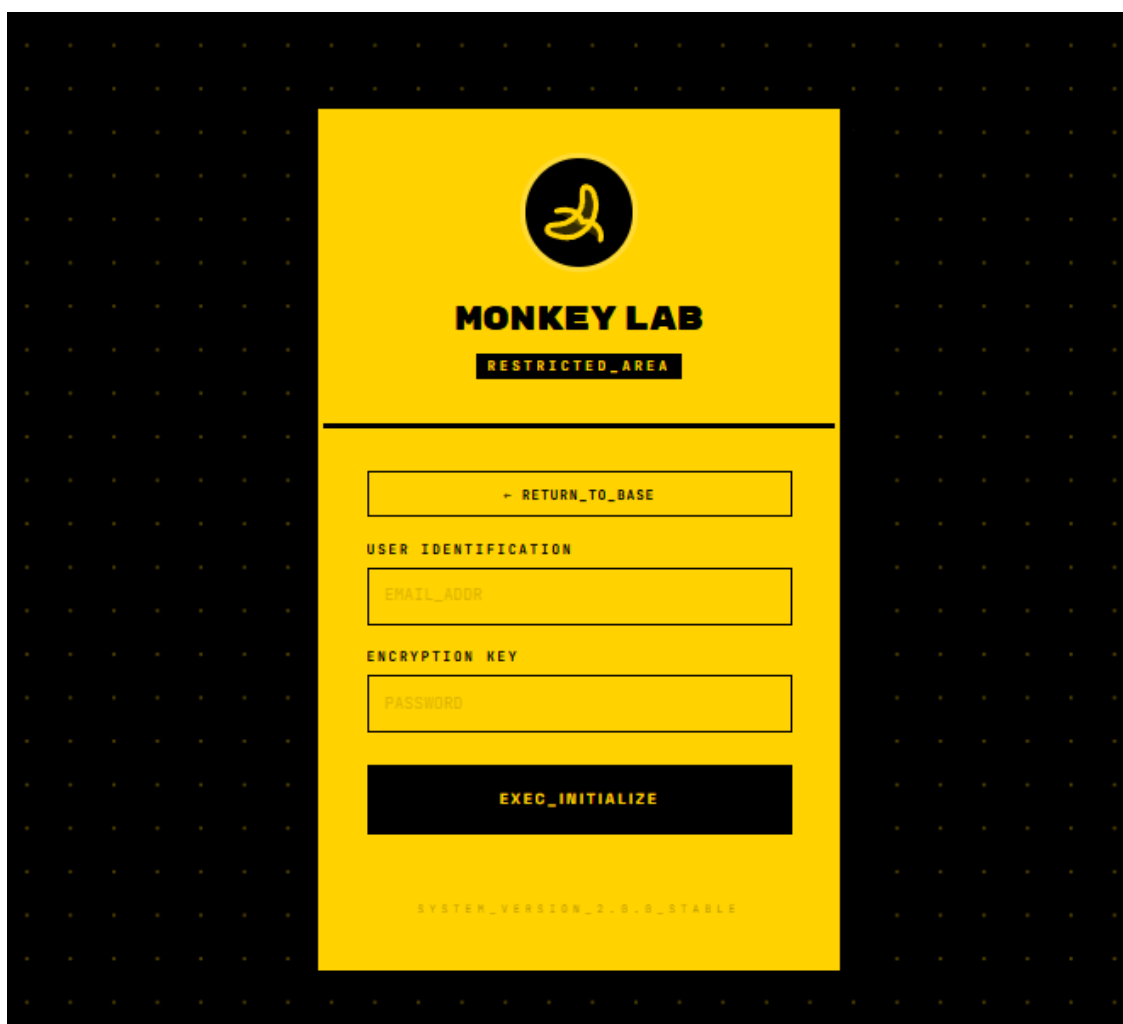 MONKEY LAB
RESTRICTED_AREA
← RETURN_TO_BASE
USER IDENTIFICATION
EMAIL_ADDR
ENCRYPTION KEY
PASSWORD
EXEC_INITIALIZE
SYSTEM_VERSION_2.0.0_STABLE